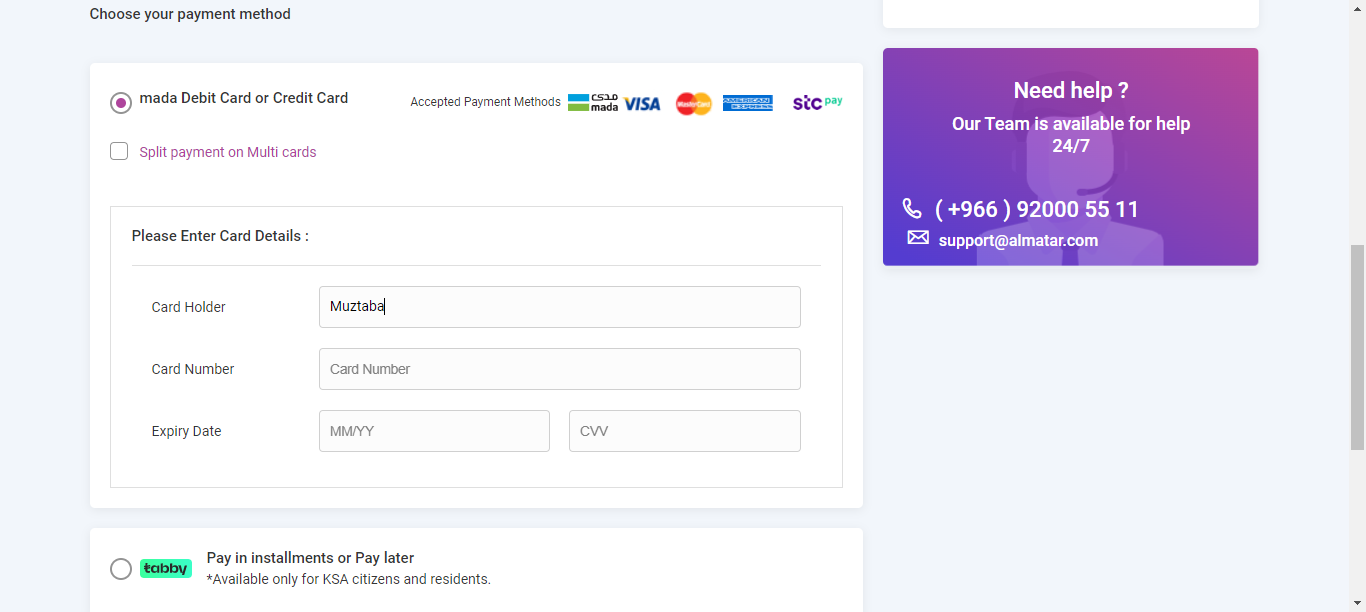 Choose your payment method
mada Debit Card or Credit Card
Accepted Payment Methods
مدى
mada
VISA
MasterCard
AMERICAN EXPRESS
stc pay
Split payment on Multi cards
Please Enter Card Details :
Card Holder
Muztaba
Card Number
Card Number
Expiry Date
MM/YY
CVV
tabby
Pay in installments or Pay later
*Available only for KSA citizens and residents.
Need help ?
Our Team is available for help
24/7
( +966 ) 92000 55 11
support@almatar.com